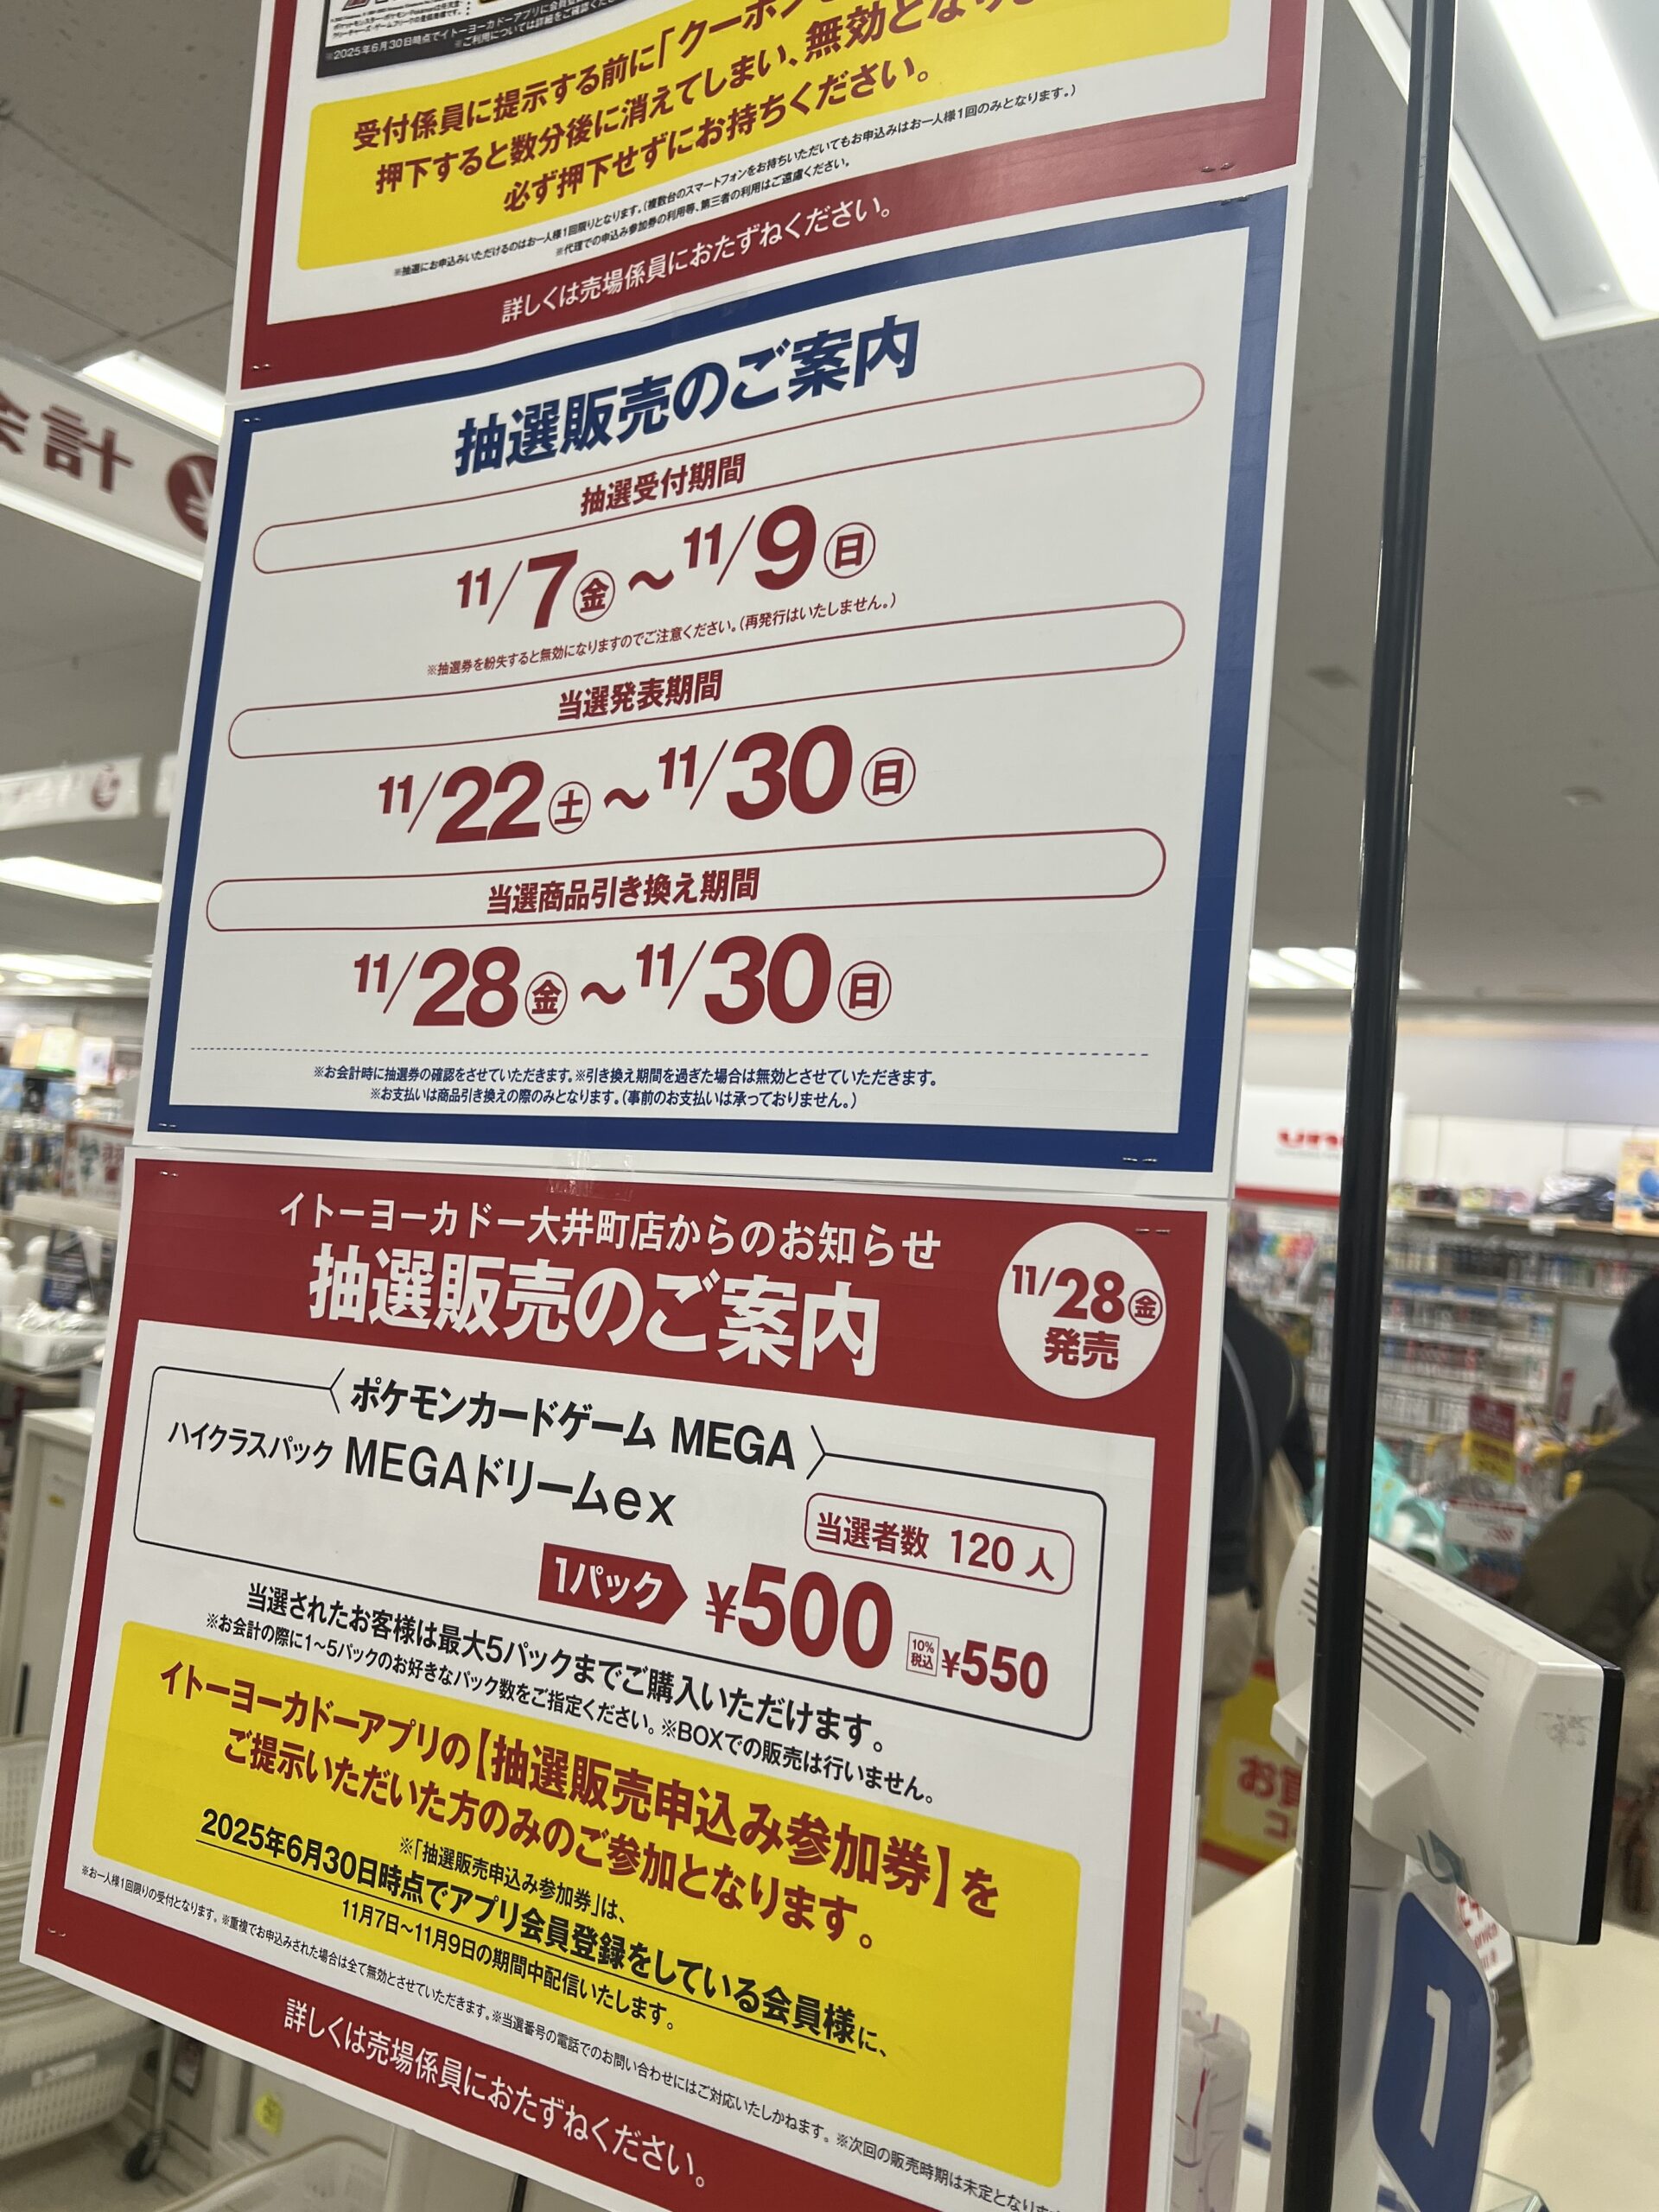 ※2025年6月30日時点でイトーヨーカドーアプリに会員登
※ご利用については詳細をご確認くださ
受付係員に提示する前に「クーポン
押下すると数分後に消えてしまい、無効となりま
必ず押下せずにお持ちください。
※抽選にお申込みいただけるのはお一人様1回限りとなります。(複数台のスマートフォンをお持ちいただいてもお申込みはお一人様1回のみとなります。)
※代理での申込み参加券の利用等、第三者の利用はご遠慮ください。
詳しくは売場係員におたずねください。
会計
抽選販売のご案内
抽選受付期間
11/7㊎～11/9㊐
※抽選券を紛失すると無効になりますのでご注意ください。(再発行はいたしません。)
当選発表期間
11/22㊏～11/30㊐
当選商品引き換え期間
11/28㊎～11/30㊐
※お会計時に抽選券の確認をさせていただきます。※引き換え期間を過ぎた場合は無効とさせていただきます。
※お支払いは商品引き換えの際のみとなります。(事前のお支払いは承っておりません。)
イトーヨーカドー大井町店からのお知らせ
抽選販売のご案内
11/28㊎
発売
ポケモンカードゲーム MEGA
ハイクラスパック MEGAドリームex
当選者数 120人
1パック ¥500 10%税込 ¥550
当選されたお客様は最大5パックまでご購入いただけます。
※お会計の際に1~5パックのお好きなパック数をご指定ください。※BOXでの販売は行いません。
イトーヨーカドーアプリの【抽選販売申込み参加券】を
ご提示いただいた方のみのご参加となります。
※「抽選販売申込み参加券」は、
2025年6月30日時点でアプリ会員登録をしている会員様に、
11月7日～11月9日の期間中配信いたします。
※お一人様1回限りの受付となります。※重複でお申込みされた場合は全て無効とさせていただきます。※当選番号の電話でのお問い合わせにはご対応いたしかねます。※次回の販売時期は未定となりま
詳しくは売場係員におたずねください。
uni
お買
1